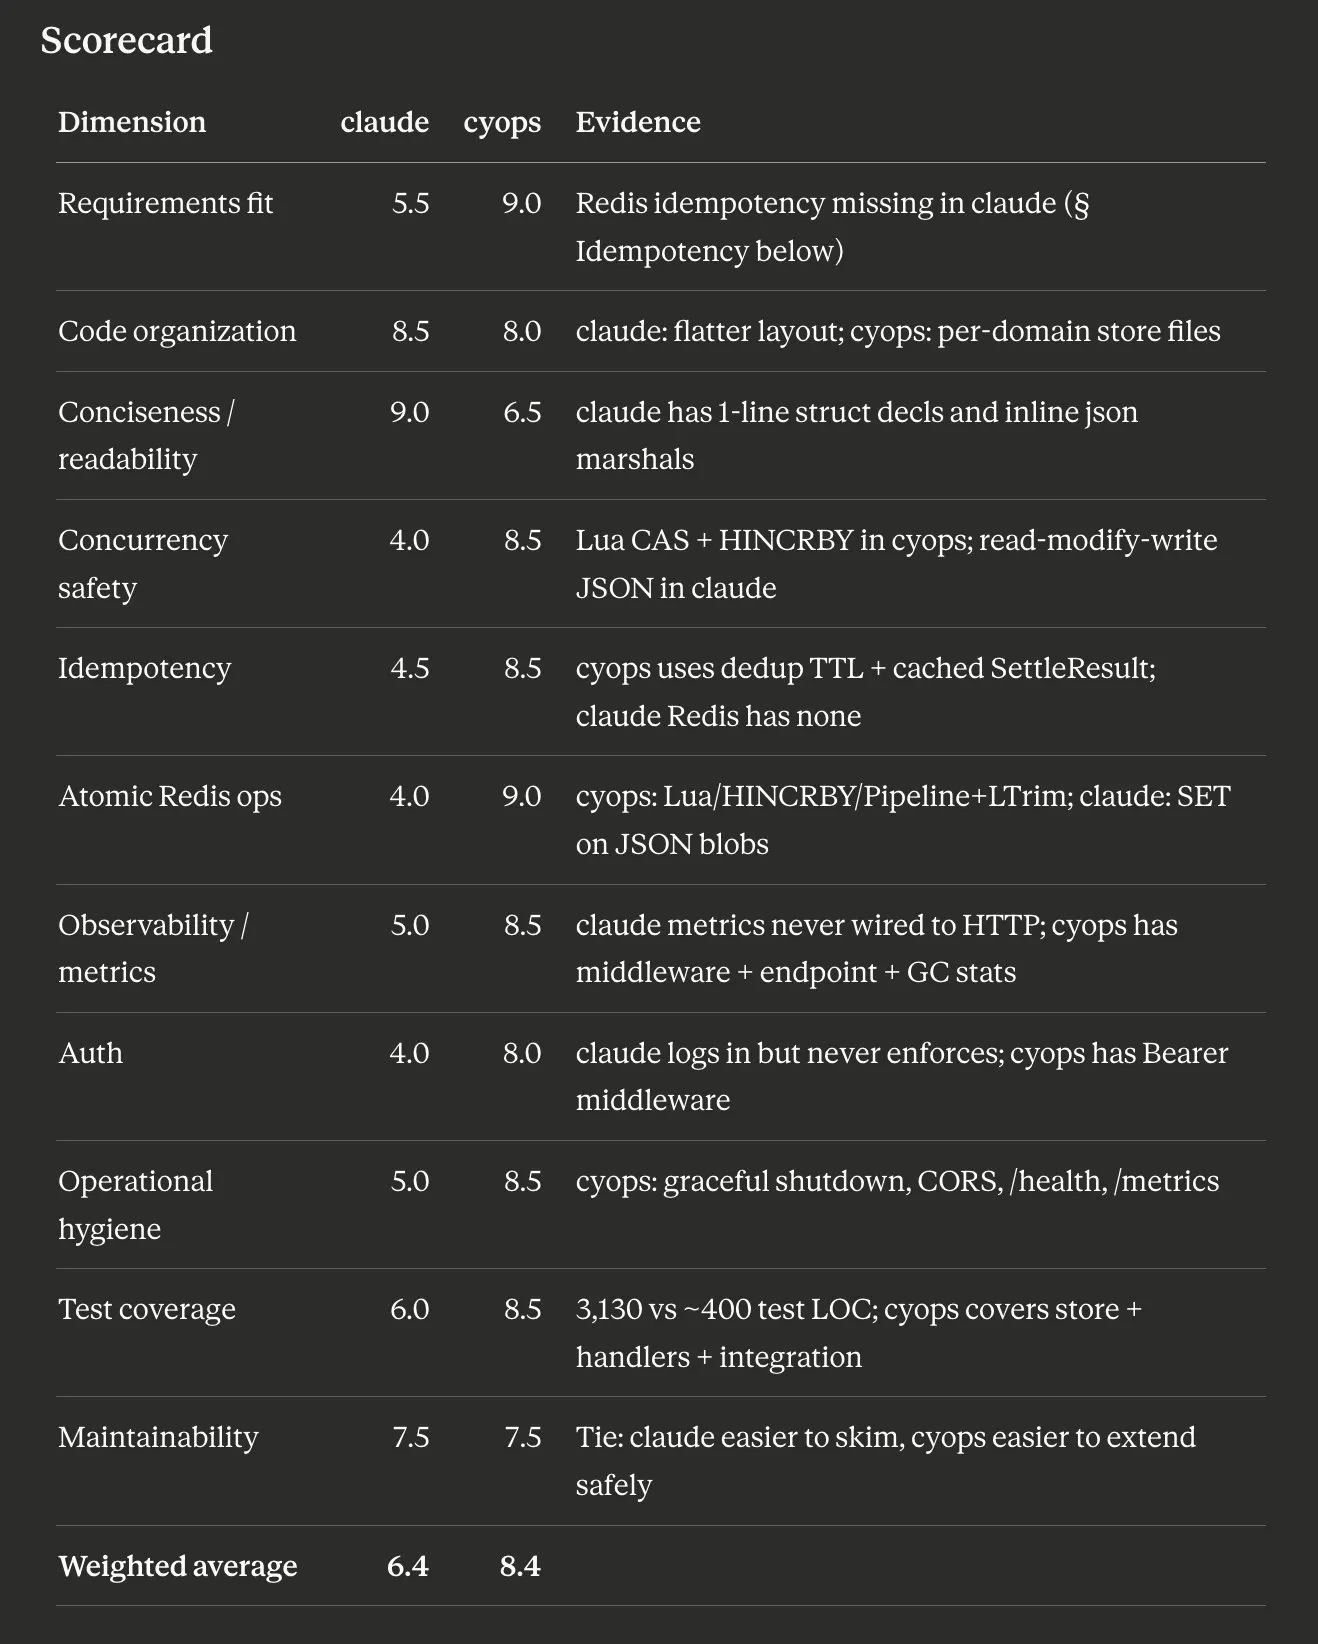 Scorecard
Dimension claude cyops Evidence
Requirements fit 5.5 9.0 Redis idempotency missing in claude (§
Idempotency below)
Code organization 8.5 8.0 claude: flatter layout; cyops: per-domain store files
Conciseness / 9.0 6.5 claude has 1-line struct decls and inline json
readability marshals
Concurrency 4.0 8.5 Lua CAS + HINCRBY in cyops; read-modify-write
safety JSON in claude
Idempotency 4.5 8.5 cyops uses dedup TTL + cached SettleResult;
claude Redis has none
Atomic Redis ops 4.0 9.0 cyops: Lua/HINCRBY/Pipeline+LTrim; claude: SET
on JSON blobs
Observability / 5.0 8.5 claude metrics never wired to HTTP; cyops has
metrics middleware + endpoint + GC stats
Auth 4.0 8.0 claude logs in but never enforces; cyops has Bearer
middleware
Operational 5.0 8.5 cyops: graceful shutdown, CORS, /health, /metrics
hygiene
Test coverage 6.0 8.5 3,130 vs ~400 test LOC; cyops covers store +
handlers + integration
Maintainability 7.5 7.5 Tie: claude easier to skim, cyops easier to extend
safely
Weighted average 6.4 8.4